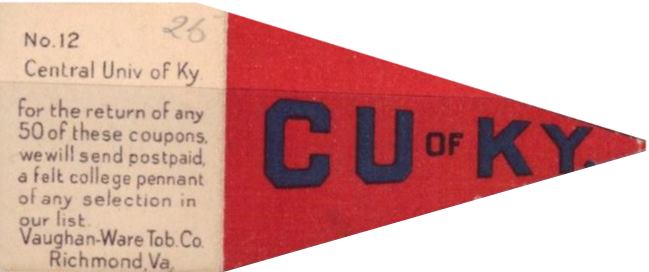 26
No.12
Central Univ of Ky.
For the return of any
50 of these coupons,
we will send postpaid,
a felt college pennant
of any selection in
our list.
Vaughan-Ware Tob. Co.
Richmond, Va,
CU OF KY.